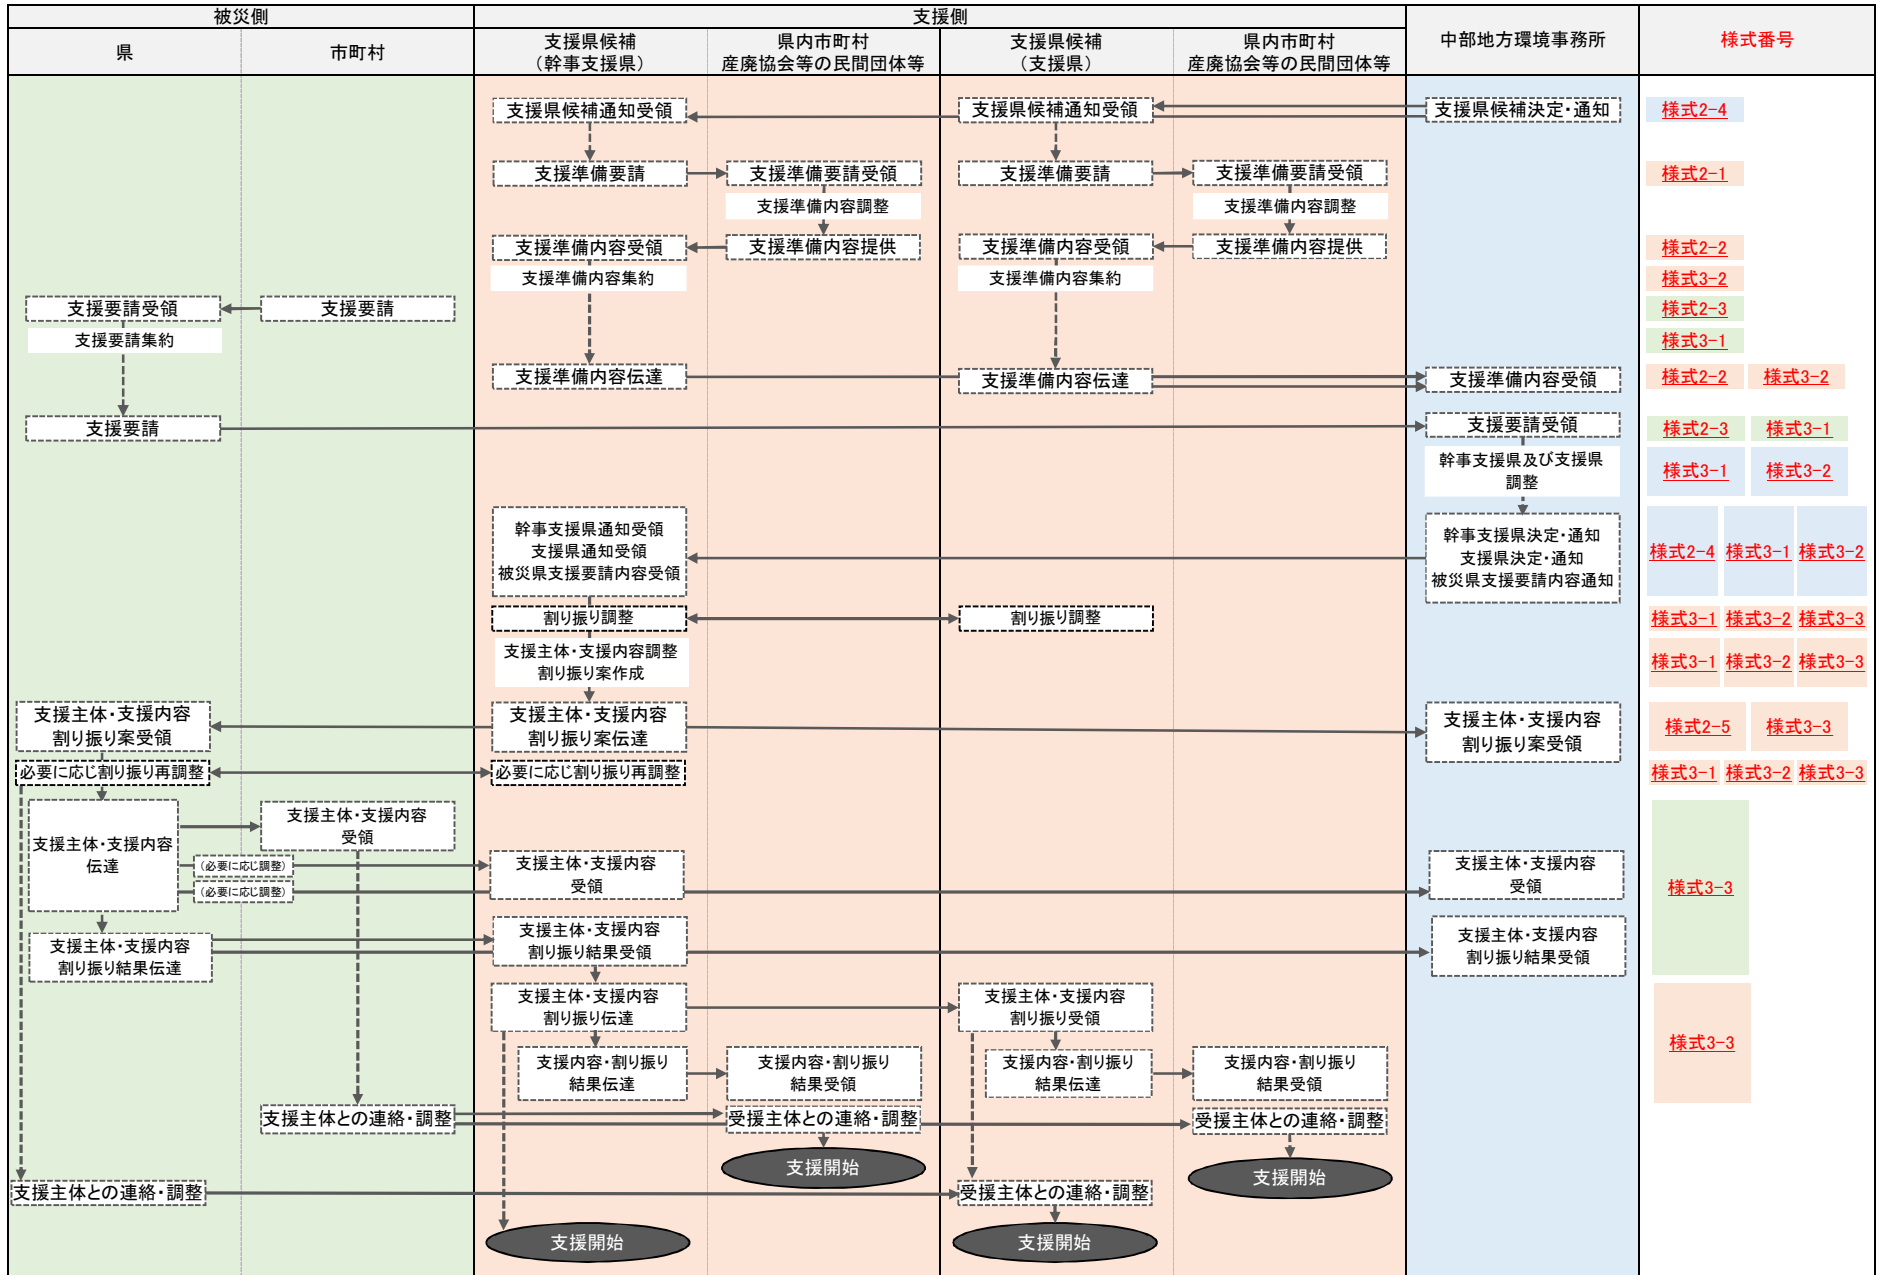 被災側
支援側
県
市町村
支援県候補
（幹事支援県）
県内市町村
産廃協会等の民間団体等
支援県候補
（支援県）
県内市町村
産廃協会等の民間団体等
中部地方環境事務所
様式番号
支援県候補通知受領
支援県候補通知受領
支援県候補決定・通知
様式2-4
支援準備要請
支援準備要請受領
支援準備要請
支援準備要請受領
様式2-1
支援準備内容調整
支援準備内容調整
支援準備内容受領
支援準備内容提供
支援準備内容受領
支援準備内容提供
様式2-2
支援準備内容集約
支援準備内容集約
様式3-2
支援要請受領
支援要請
様式2-3
支援要請集約
様式3-1
支援準備内容伝達
支援準備内容伝達
支援準備内容受領
様式2-2
様式3-2
支援要請
支援要請受領
様式2-3
様式3-1
幹事支援県及び支援県
調整
様式3-1
様式3-2
幹事支援県通知受領
支援県通知受領
被災県支援要請内容受領
幹事支援県決定・通知
支援県決定・通知
被災県支援要請内容通知
様式2-4
様式3-1
様式3-2
割り振り調整
割り振り調整
様式3-1
様式3-2
様式3-3
支援主体・支援内容調整
割り振り案作成
様式3-1
様式3-2
様式3-3
支援主体・支援内容
割り振り案受領
支援主体・支援内容
割り振り案伝達
支援主体・支援内容
割り振り案受領
様式2-5
様式3-3
必要に応じ割り振り再調整
必要に応じ割り振り再調整
様式3-1
様式3-2
様式3-3
支援主体・支援内容
伝達
支援主体・支援内容
受領
（必要に応じ調整）
（必要に応じ調整）
支援主体・支援内容
受領
支援主体・支援内容
受領
様式3-3
支援主体・支援内容
割り振り結果伝達
支援主体・支援内容
割り振り結果受領
支援主体・支援内容
割り振り結果受領
支援主体・支援内容
割り振り伝達
支援主体・支援内容
割り振り受領
様式3-3
支援内容・割り振り
結果伝達
支援内容・割り振り
結果受領
支援内容・割り振り
結果伝達
支援内容・割り振り
結果受領
支援主体との連絡・調整
受援主体との連絡・調整
受援主体との連絡・調整
支援開始
支援開始
支援主体との連絡・調整
受援主体との連絡・調整
支援開始
支援開始